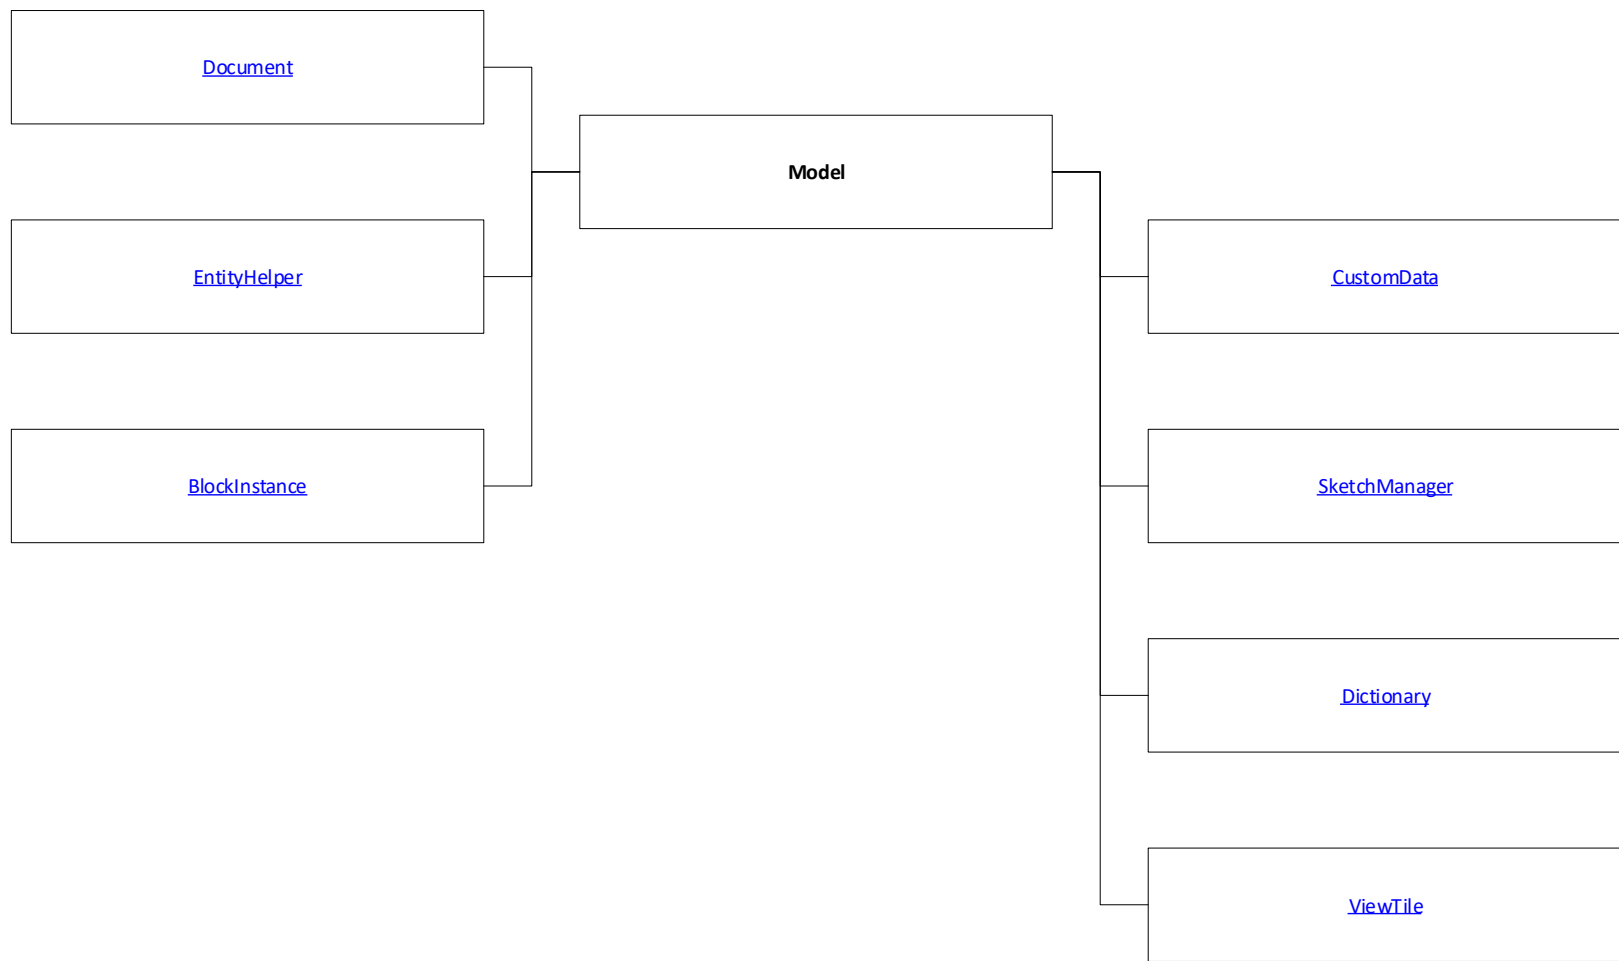 Document
Model
EntityHelper
CustomData
BlockInstance
SketchManager
Dictionary
ViewTile